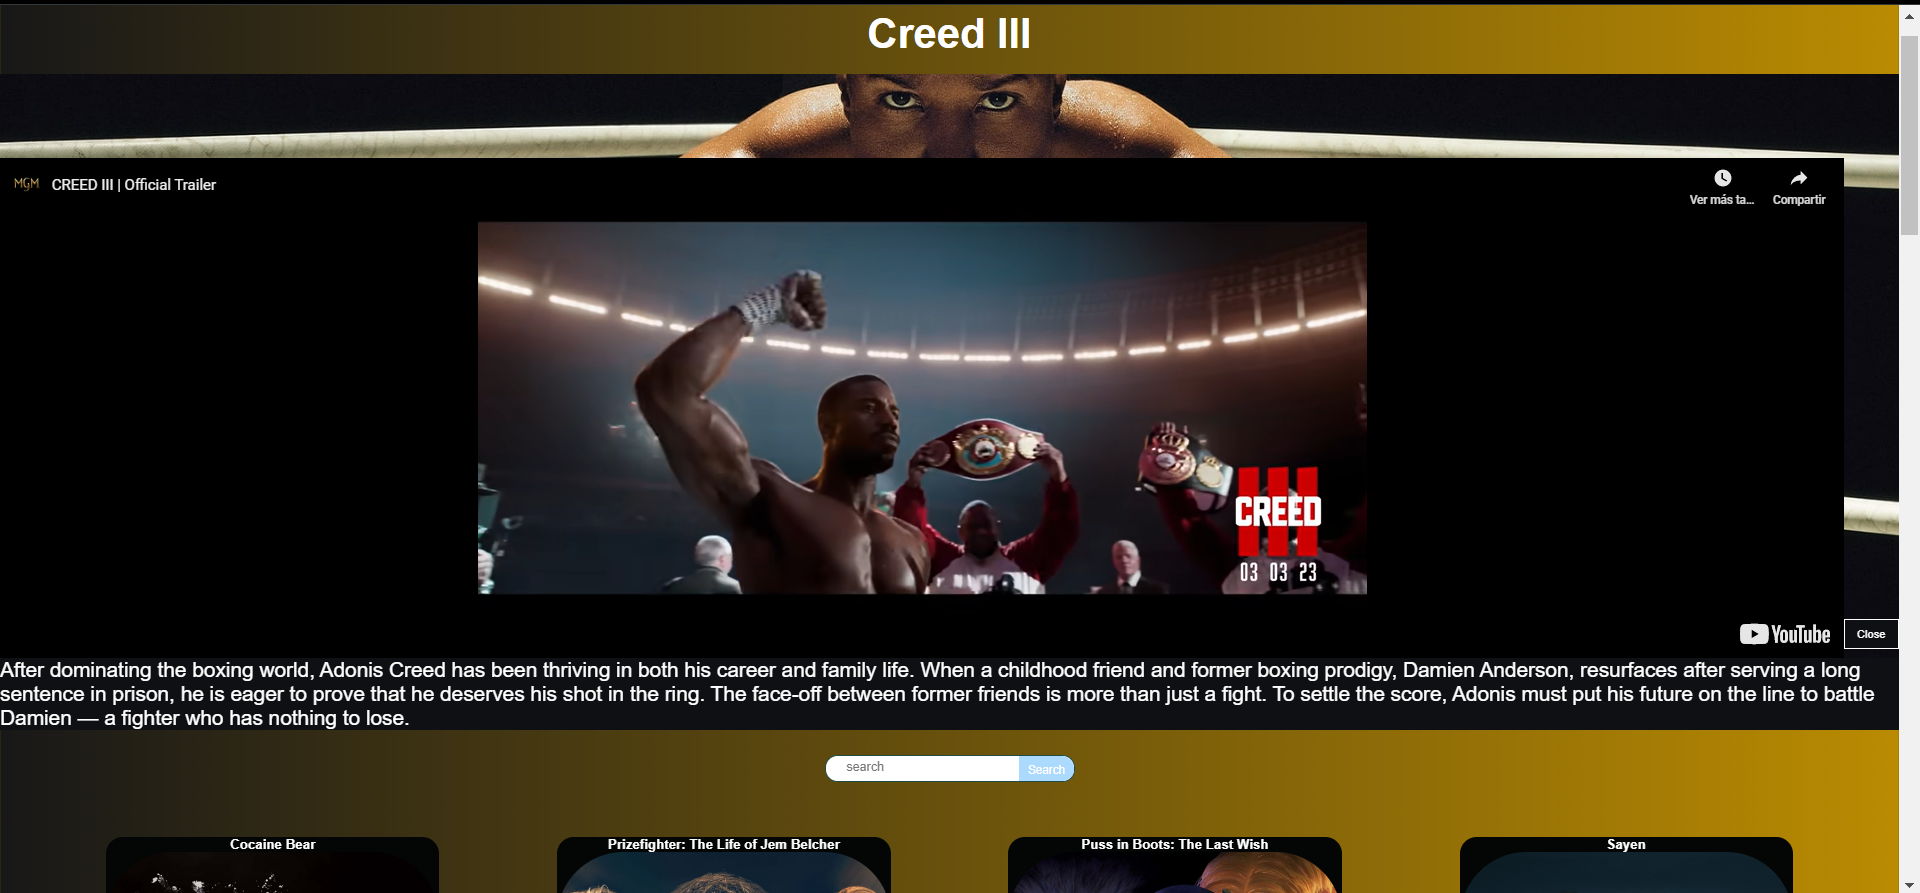 Creed III
MGM CREED III | Official Trailer
Ver más ta...
Compartir
CREED
03 03 23
YouTube
Close
After dominating the boxing world, Adonis Creed has been thriving in both his career and family life. When a childhood friend and former boxing prodigy, Damien Anderson, resurfaces after serving a long
sentence in prison, he is eager to prove that he deserves his shot in the ring. The face-off between former friends is more than just a fight. To settle the score, Adonis must put his future on the line to battle
Damien — a fighter who has nothing to lose.
search
Search
Cocaine Bear
Prizefighter: The Life of Jem Belcher
Puss in Boots: The Last Wish
Sayen